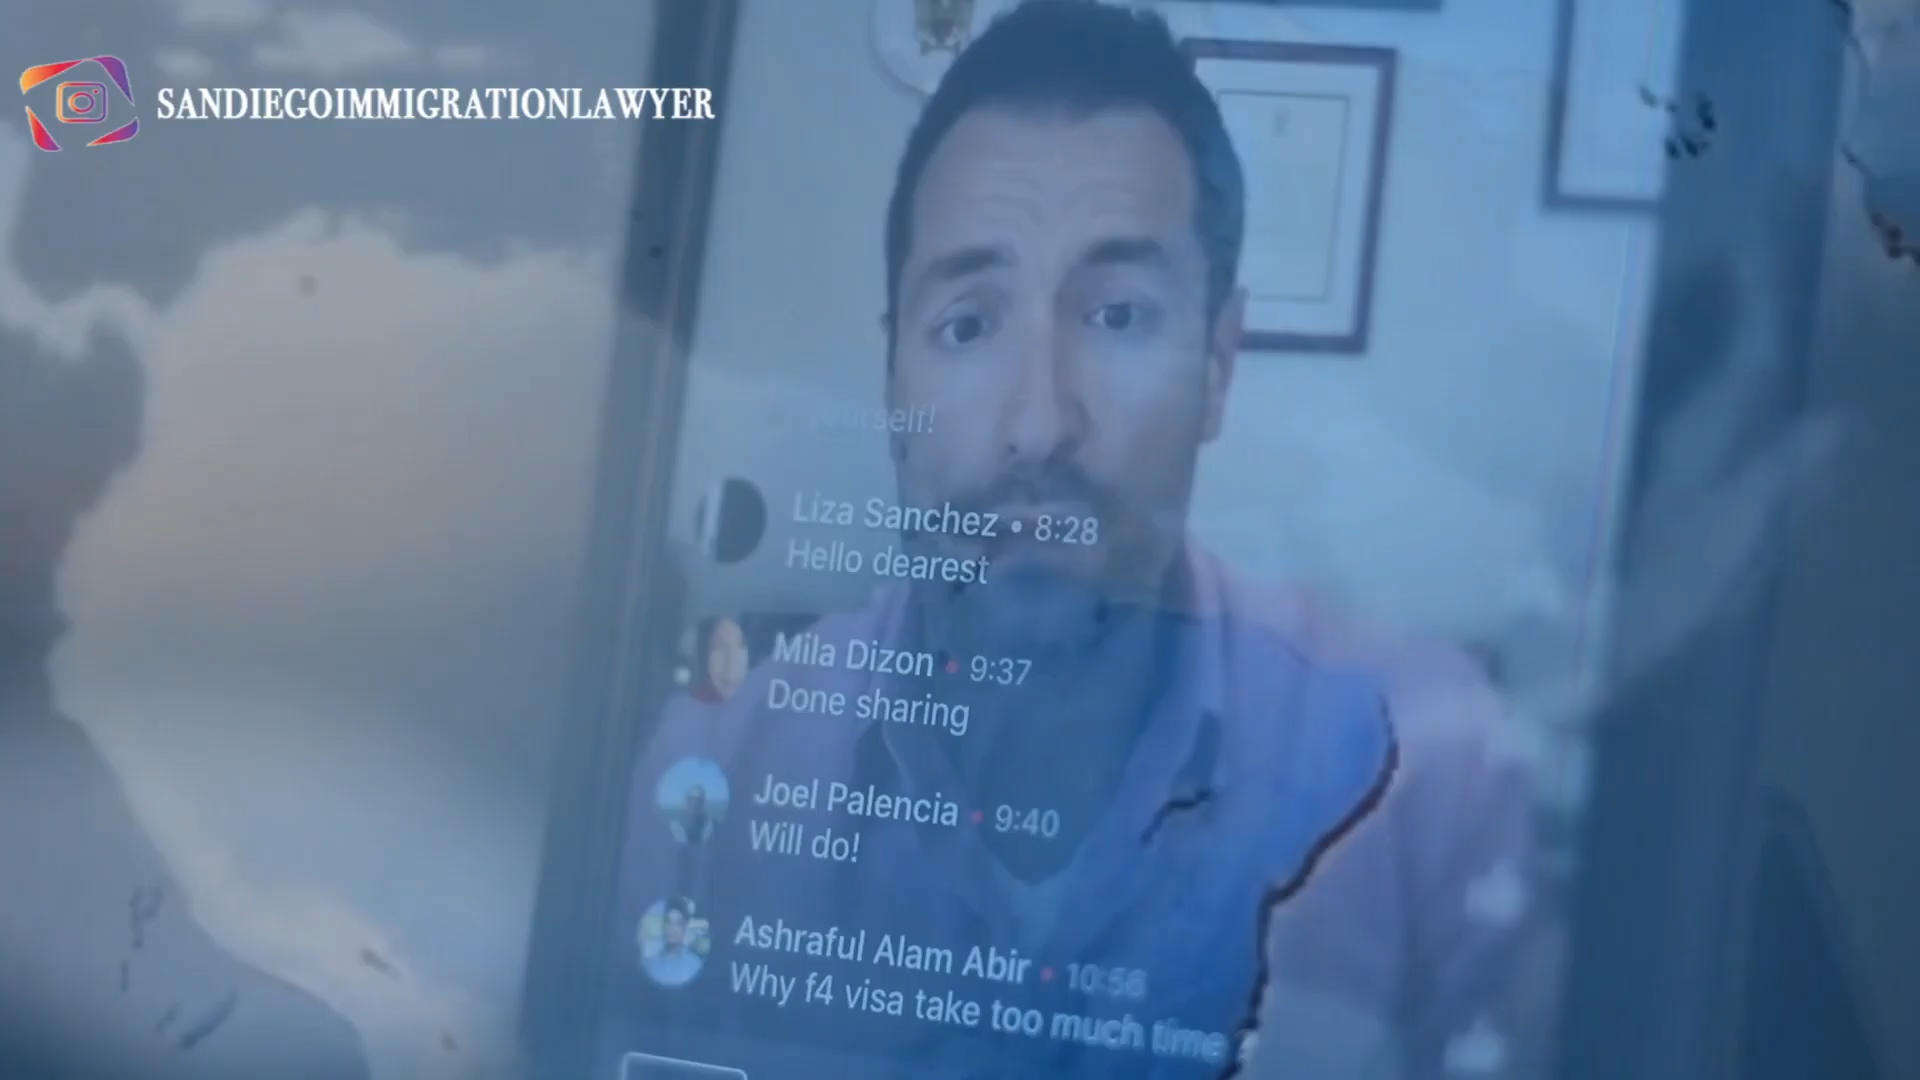 SANDIEGOIMMIGRATIONLAWYER
yourself!
Liza Sanchez • 8:28
Hello dearest
Mila Dizon • 9:37
Done sharing
Joel Palencia • 9:40
Will do!
Ashraful Alam Abir • 10:56
Why f4 visa take too much time